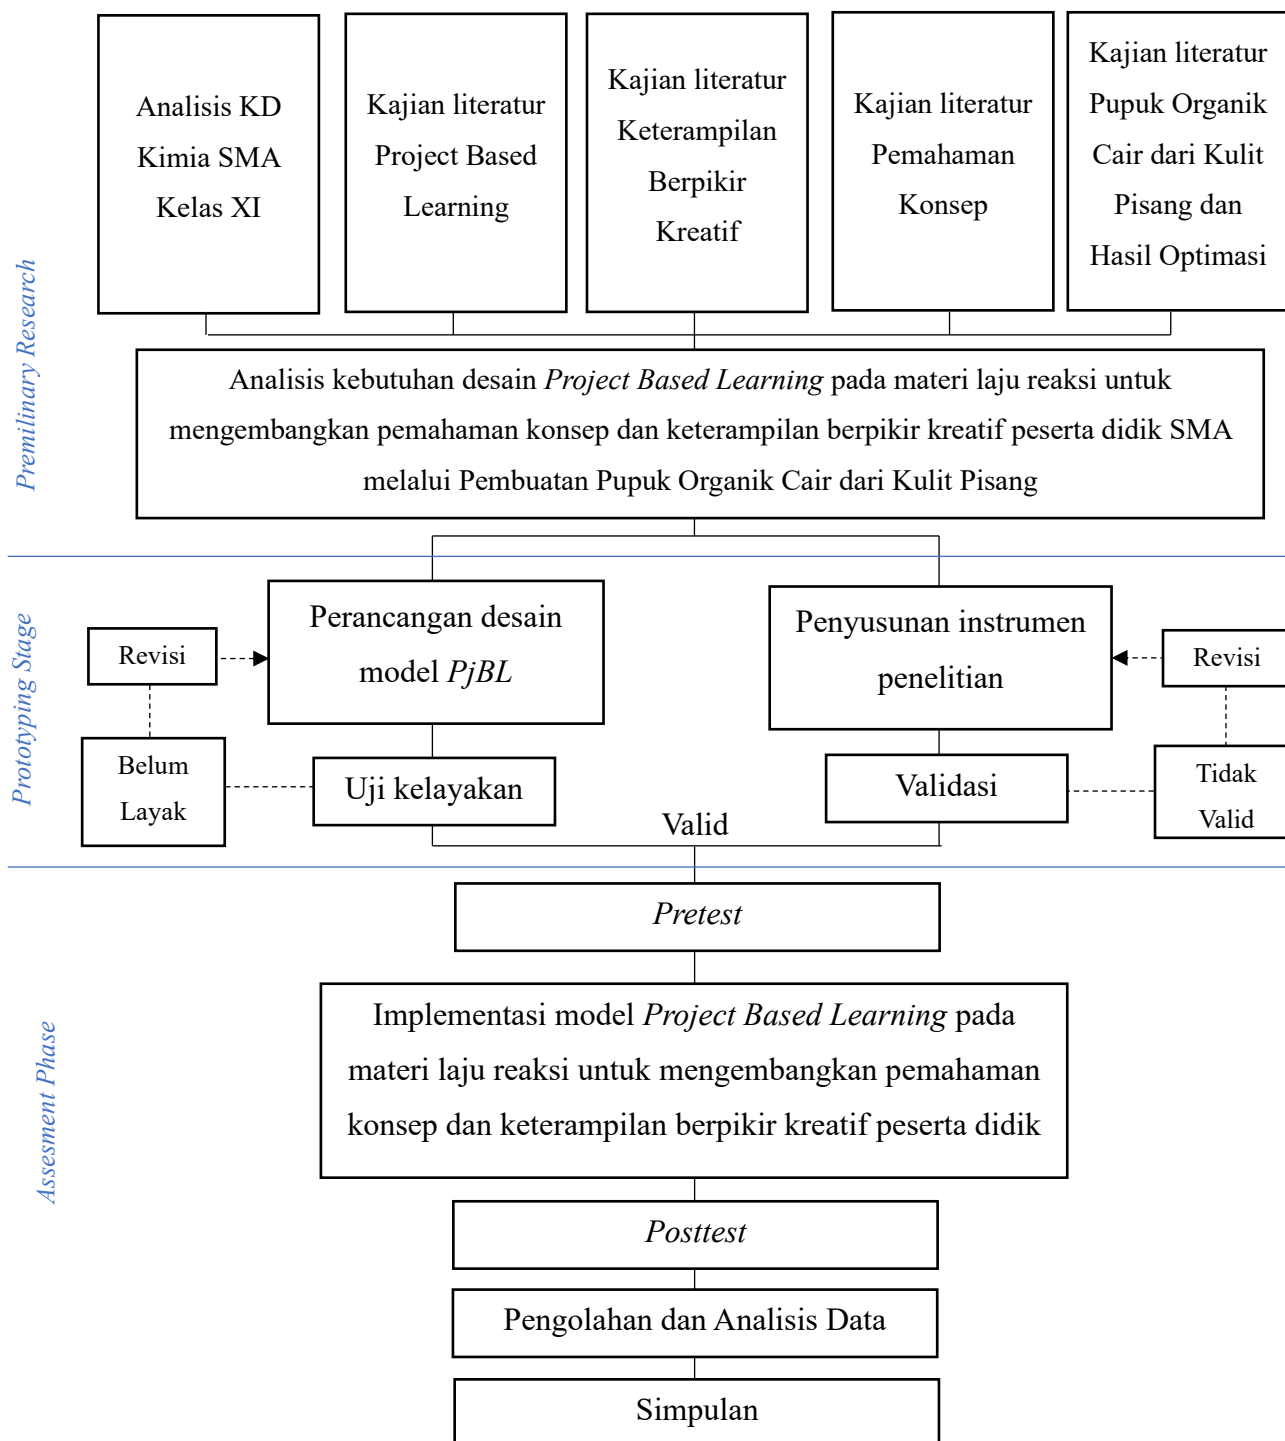 Analisis KD
Kimia SMA
Kelas XI
Kajian literatur
Project Based
Learning
Kajian literatur
Keterampilan
Berpikir
Kreatif
Kajian literatur
Pemahaman
Konsep
Kajian literatur
Pupuk Organik
Cair dari Kulit
Pisang dan
Hasil Optimasi
Premilinary Research
Analisis kebutuhan desain Project Based Learning pada materi laju reaksi untuk
mengembangkan pemahaman konsep dan keterampilan berpikir kreatif peserta didik SMA
melalui Pembuatan Pupuk Organik Cair dari Kulit Pisang
Prototyping Stage
Revisi
Perancangan desain
model PjBL
Penyusunan instrumen
penelitian
Revisi
Belum
Layak
Uji kelayakan
Validasi
Tidak
Valid
Valid
Assesment Phase
Pretest
Implementasi model Project Based Learning pada
materi laju reaksi untuk mengembangkan pemahaman
konsep dan keterampilan berpikir kreatif peserta didik
Posttest
Pengolahan dan Analisis Data
Simpulan